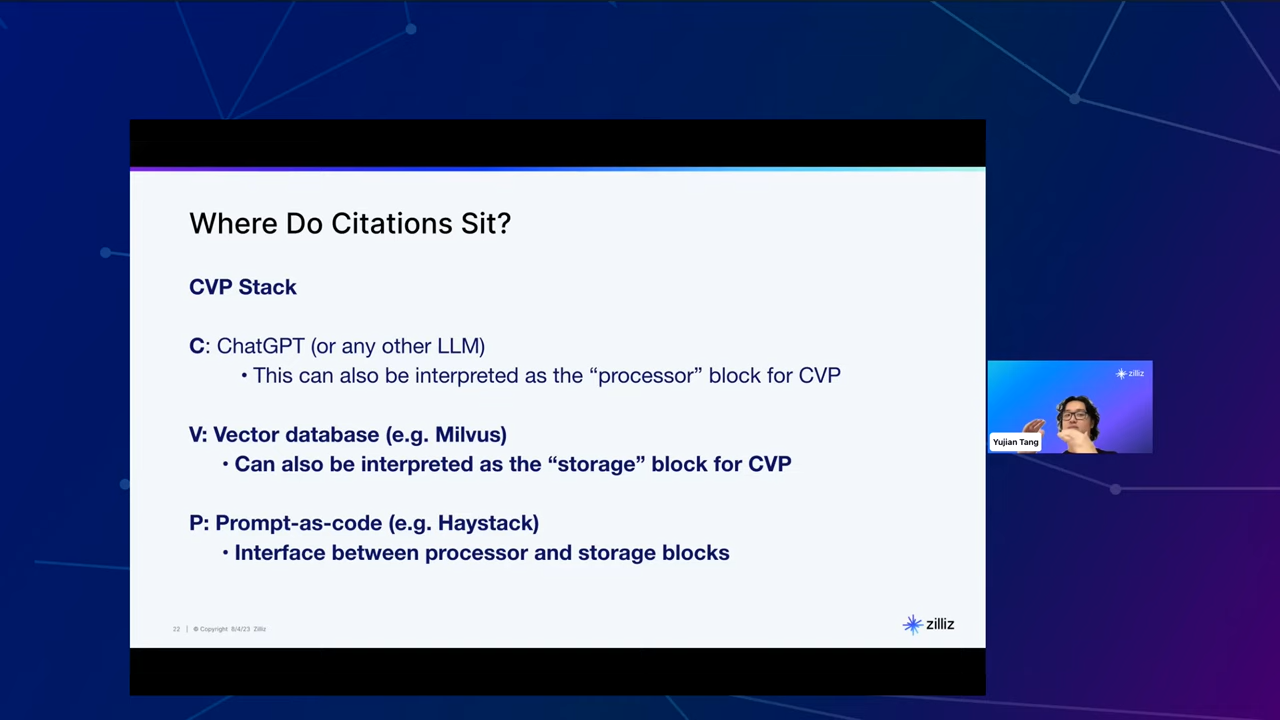 Where Do Citations Sit?
CVP Stack
C: ChatGPT (or any other LLM)
• This can also be interpreted as the “processor” block for CVP
V: Vector database (e.g. Milvus)
• Can also be interpreted as the “storage” block for CVP
P: Prompt-as-code (e.g. Haystack)
• Interface between processor and storage blocks
22 | © Copyright 8/4/23 Zilliz
zilliz
zilliz
Yujian Tang